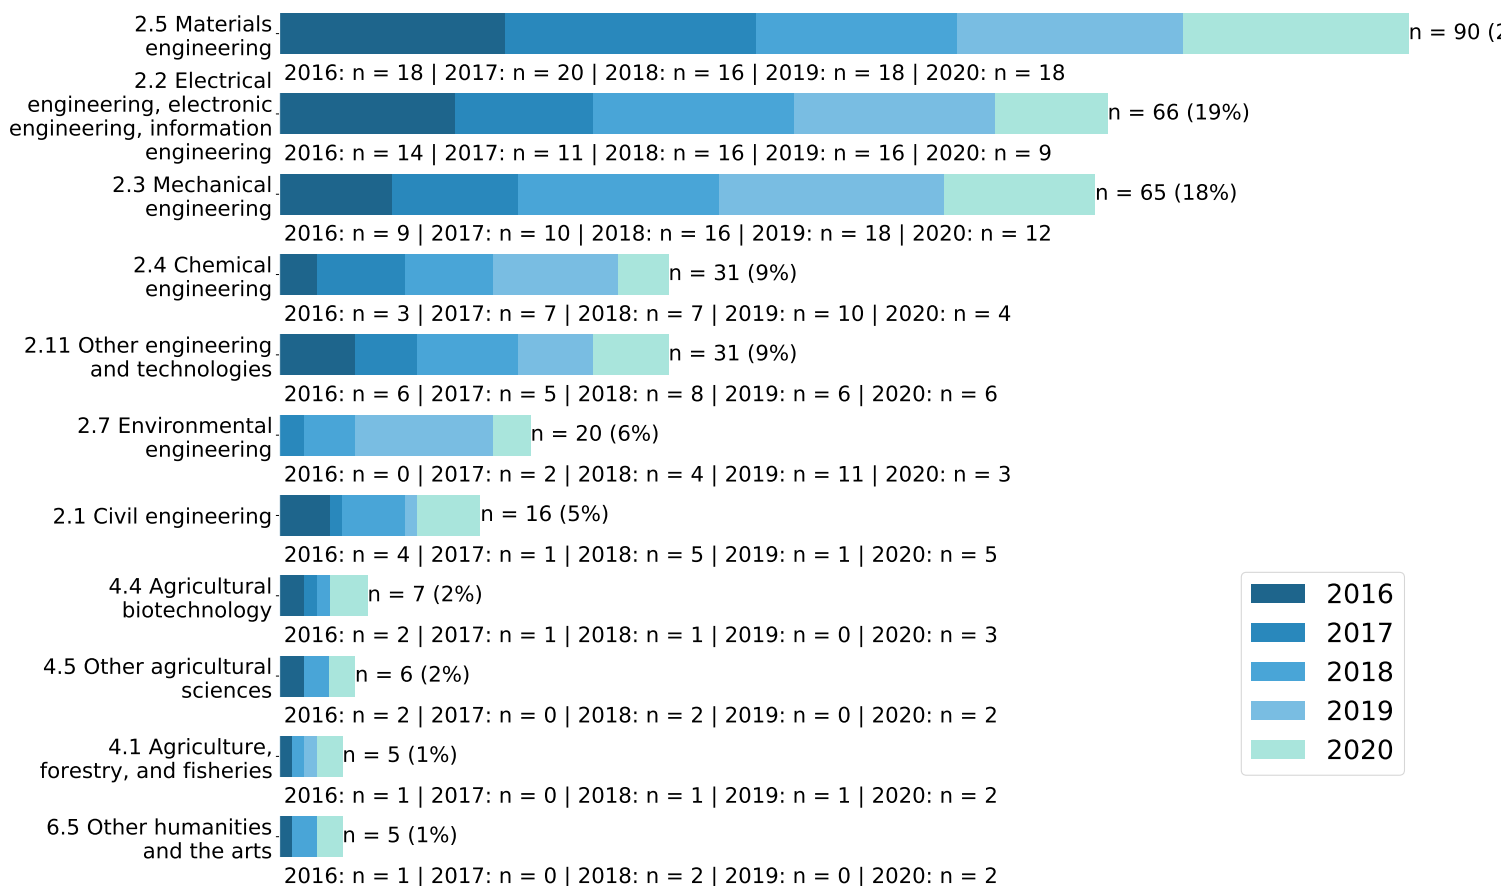 2.5 Materials
engineering
n = 90 (2
2016: n = 18 | 2017: n = 20 | 2018: n = 16 | 2019: n = 18 | 2020: n = 18
2.2 Electrical
engineering, electronic
engineering, information
engineering
n = 66 (19%)
2016: n = 14 | 2017: n = 11 | 2018: n = 16 | 2019: n = 16 | 2020: n = 9
2.3 Mechanical
engineering
n = 65 (18%)
2016: n = 9 | 2017: n = 10 | 2018: n = 16 | 2019: n = 18 | 2020: n = 12
2.4 Chemical
engineering
n = 31 (9%)
2016: n = 3 | 2017: n = 7 | 2018: n = 7 | 2019: n = 10 | 2020: n = 4
2.11 Other engineering
and technologies
n = 31 (9%)
2016: n = 6 | 2017: n = 5 | 2018: n = 8 | 2019: n = 6 | 2020: n = 6
2.7 Environmental
engineering
n = 20 (6%)
2016: n = 0 | 2017: n = 2 | 2018: n = 4 | 2019: n = 11 | 2020: n = 3
2.1 Civil engineering
n = 16 (5%)
2016: n = 4 | 2017: n = 1 | 2018: n = 5 | 2019: n = 1 | 2020: n = 5
4.4 Agricultural
biotechnology
n = 7 (2%)
2016: n = 2 | 2017: n = 1 | 2018: n = 1 | 2019: n = 0 | 2020: n = 3
4.5 Other agricultural
sciences
n = 6 (2%)
2016: n = 2 | 2017: n = 0 | 2018: n = 2 | 2019: n = 0 | 2020: n = 2
4.1 Agriculture,
forestry, and fisheries
n = 5 (1%)
2016: n = 1 | 2017: n = 0 | 2018: n = 1 | 2019: n = 1 | 2020: n = 2
6.5 Other humanities
and the arts
n = 5 (1%)
2016: n = 1 | 2017: n = 0 | 2018: n = 2 | 2019: n = 0 | 2020: n = 2
2016
2017
2018
2019
2020